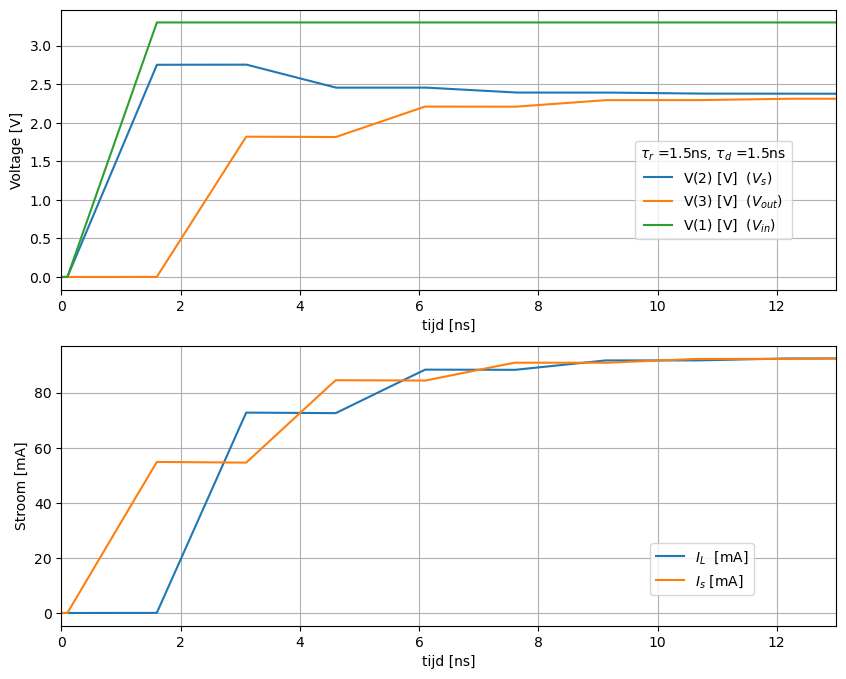 3.0
2.5
2.0
1.5
1.0
0.5
0.0
Voltage [V]
τr =1.5ns, τd =1.5ns
V(2) [V] (Vs)
V(3) [V] (Vout)
V(1) [V] (Vin)
0 2 4 6 8 10 12
tijd [ns]
80
60
40
20
0
Stroom [mA]
IL [mA]
Is [mA]
0 2 4 6 8 10 12
tijd [ns]